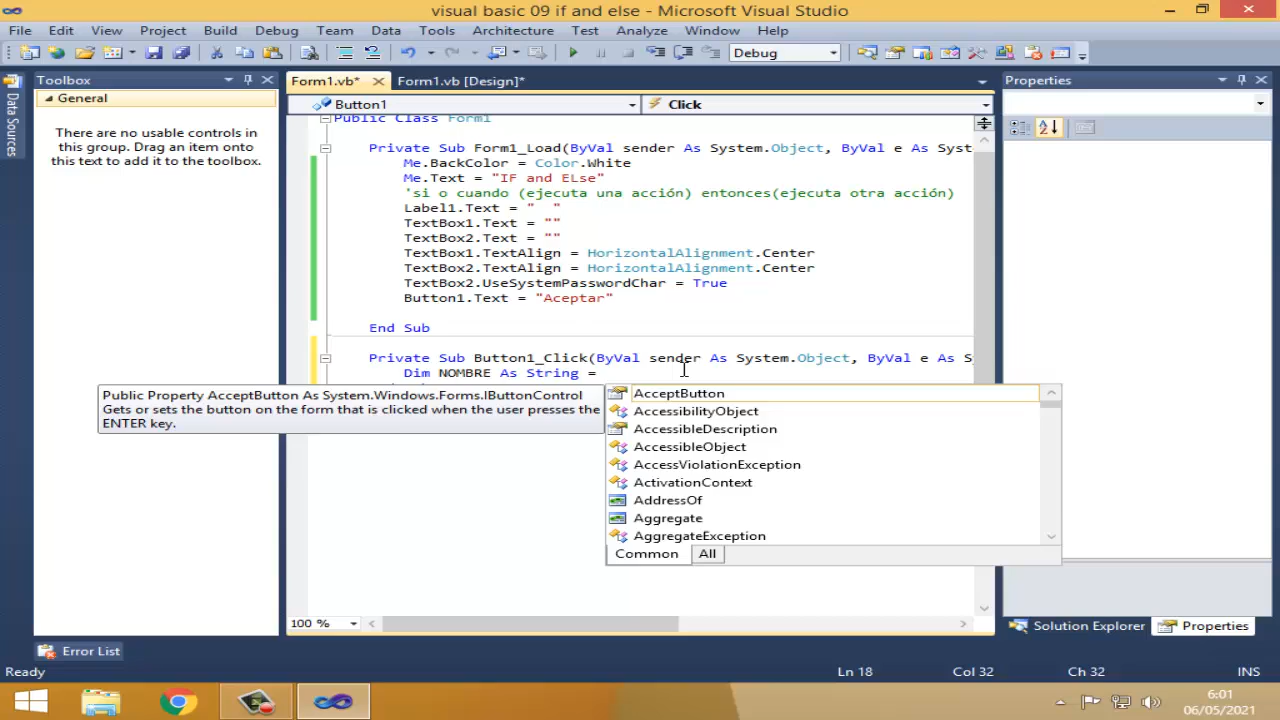 visual basic 09 if and else - Microsoft Visual Studio
File Edit View Project Build Debug Team Data Tools Architecture Test Analyze Window Help
Debug
Data Sources
Toolbox
General
There are no usable controls in
this group. Drag an item onto
this text to add it to the toolbox.
Form1.vb*
Form1.vb [Design]*
Button1
Click
Public Class Form1
Private Sub Form1_Load(ByVal sender As System.Object, ByVal e As Syst
Me.BackColor = Color.White
Me.Text = "IF and ELse"
'si o cuando (ejecuta una acción) entonces(ejecuta otra acción)
Label1.Text = "  "
TextBox1.Text = ""
TextBox2.Text = ""
TextBox1.TextAlign = HorizontalAlignment.Center
TextBox2.TextAlign = HorizontalAlignment.Center
TextBox2.UseSystemPasswordChar = True
Button1.Text = "Aceptar"
End Sub
Private Sub Button1_Click(ByVal sender As System.Object, ByVal e As S
Dim NOMBRE As String =
Public Property AcceptButton As System.Windows.Forms.IButtonControl
Gets or sets the button on the form that is clicked when the user presses the
ENTER key.
AcceptButton
AccessibilityObject
AccessibleDescription
AccessibleObject
AccessViolationException
ActivationContext
AddressOf
Aggregate
AggregateException
Common All
100 %
Properties
Solution Explorer Properties
Error List
Ready
Ln 18
Col 32
Ch 32
INS
6:01
06/05/2021